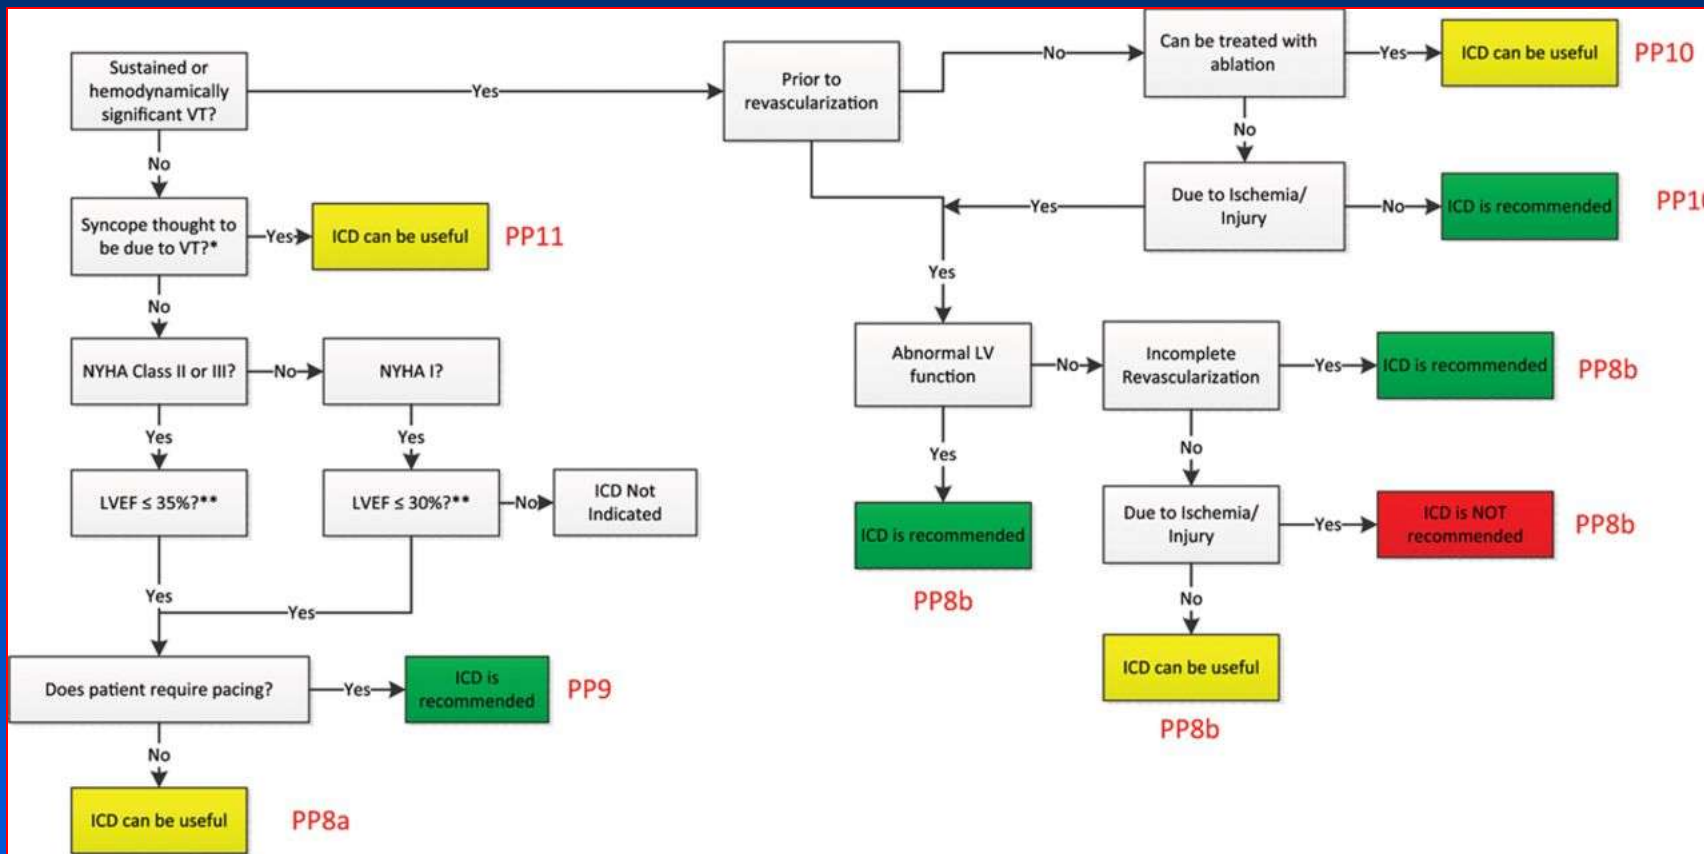 Sustained or
hemodynamically
significant VT?
Yes
Prior to
revascularization
No
Can be treated with
ablation
Yes
ICD can be useful
PP10
No
No
Due to Ischemia/
Injury
Yes
No
ICD is recommended
PP10
Syncope thought to
be due to VT?*
Yes
ICD can be useful
PP11
No
Yes
NYHA Class II or III?
No
NYHA I?
Abnormal LV
function
No
Incomplete
Revascularization
Yes
ICD is recommended
PP8b
Yes
Yes
Yes
No
LVEF ≤ 35%?**
LVEF ≤ 30%?**
No
ICD Not
Indicated
ICD is recommended
PP8b
Due to Ischemia/
Injury
Yes
ICD is NOT
recommended
PP8b
Yes
Yes
No
ICD can be useful
PP8b
Does patient require pacing?
Yes
ICD is
recommended
PP9
No
ICD can be useful
PP8a